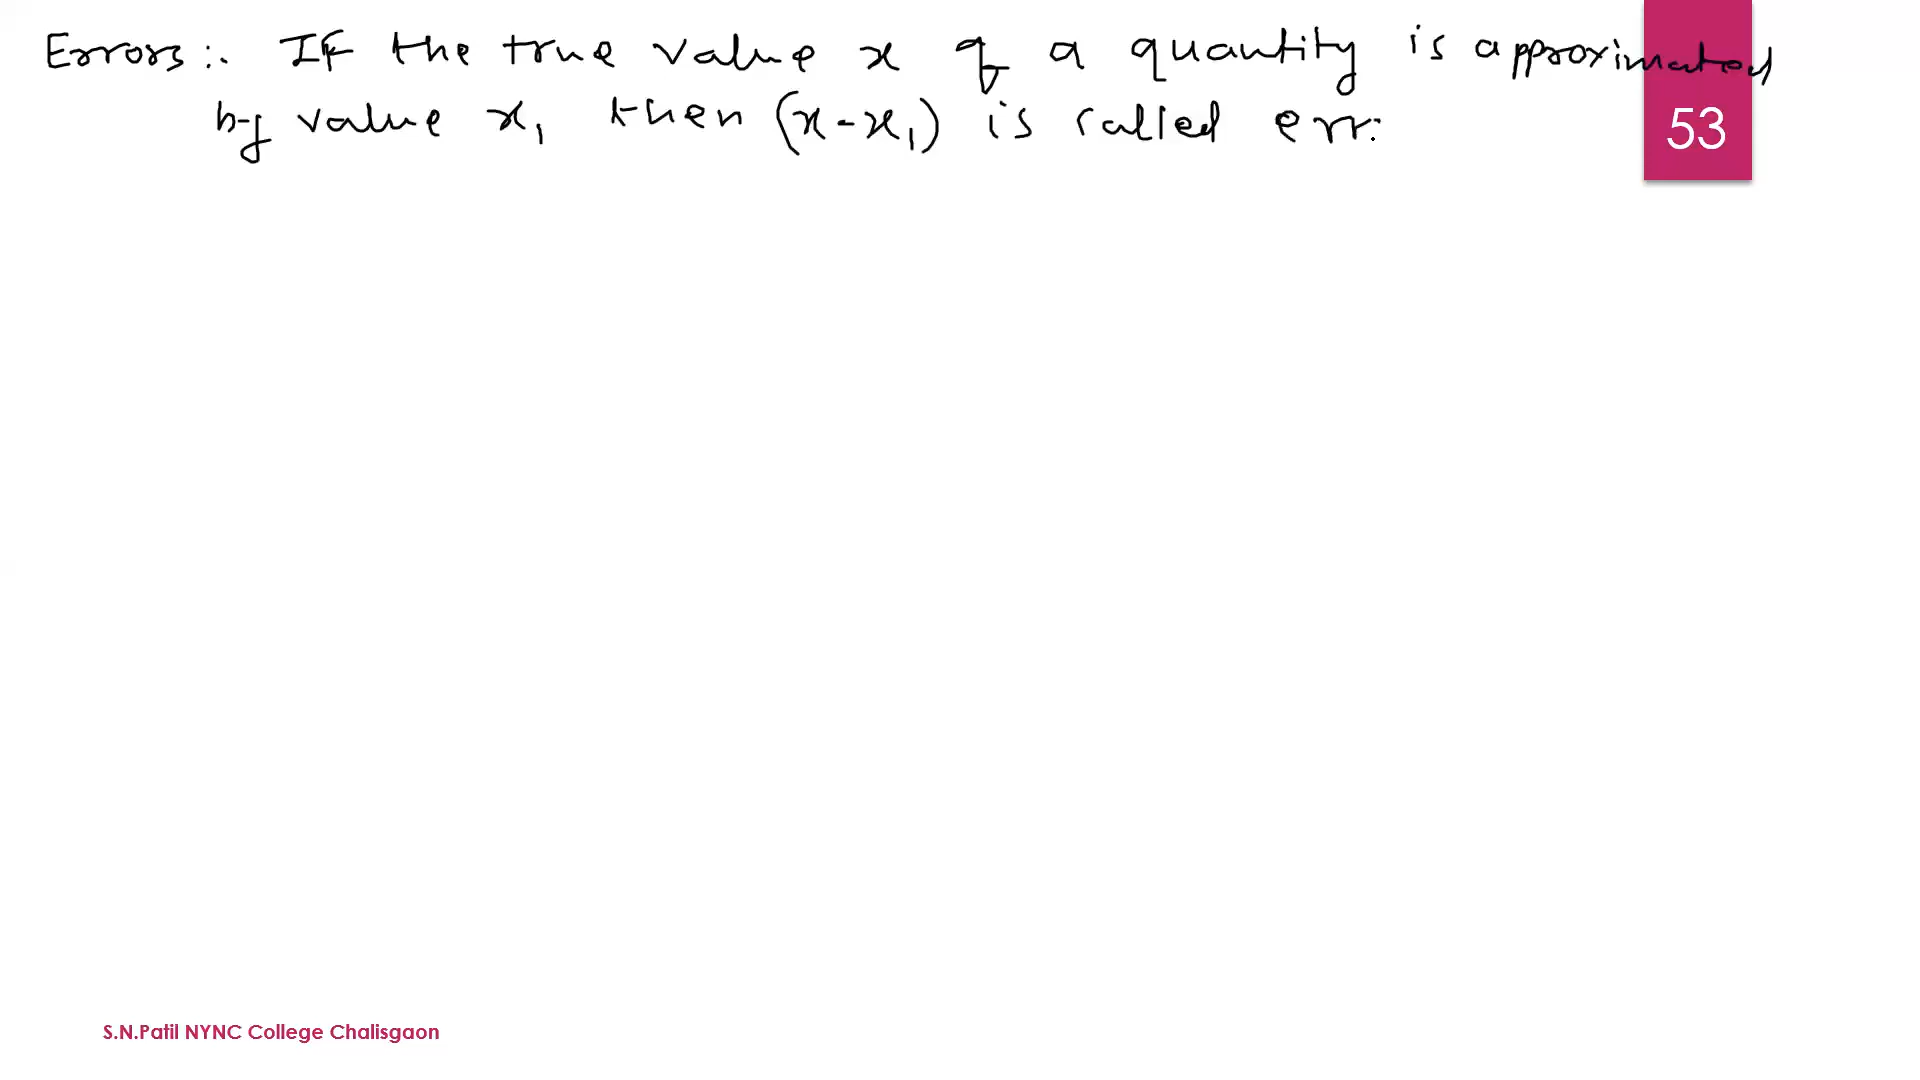 Errors :- If the true value x of a quantity is approximated
53
by value x₁ then (x-x₁) is called err
S.N.Patil NYNC College Chalisgaon